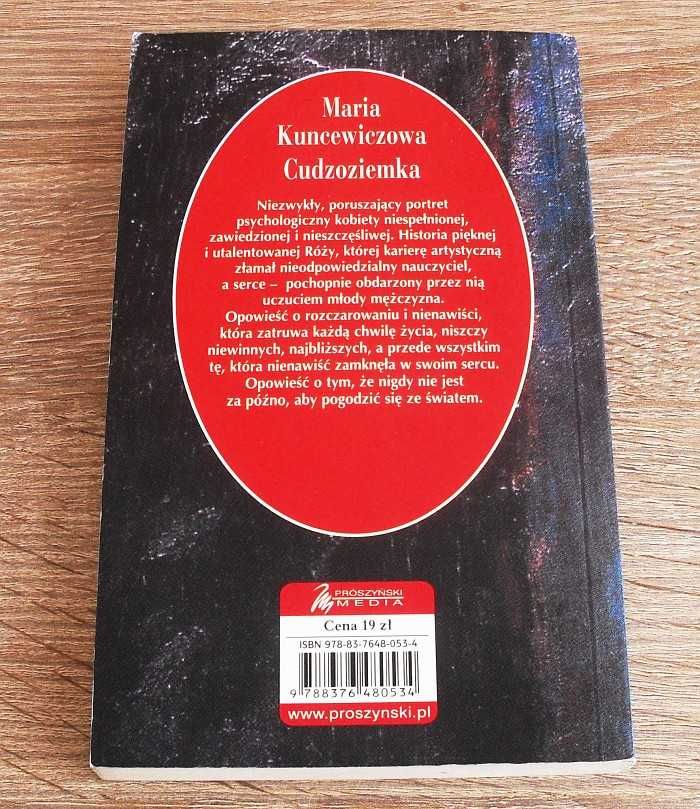 Maria
Kuncewiczowa
Cudzoziemka
Niezwykły, poruszający portret
psychologiczny kobiety niespełnionej,
zawiedzionej i nieszczęśliwej. Historia pięknej
i utalentowanej Róży, której karierę artystyczną
złamał nieodpowiedzialny nauczyciel,
a serce – pochopnie obdarzony przez nią
uczuciem młody mężczyzna.
Opowieść o rozczarowaniu i nienawiści,
która zatruwa każdą chwilę życia, niszczy
niewinnych, najbliższych, a przede wszystkim
tę, która nienawiść zamknęła w swoim sercu.
Opowieść o tym, że nigdy nie jest
za późno, aby pogodzić się ze światem.
PRÓSZYŃSKI
MEDIA
Cena 19 zł
ISBN 978-83-7648-053-4
9 788376 480534
www.proszynski.pl